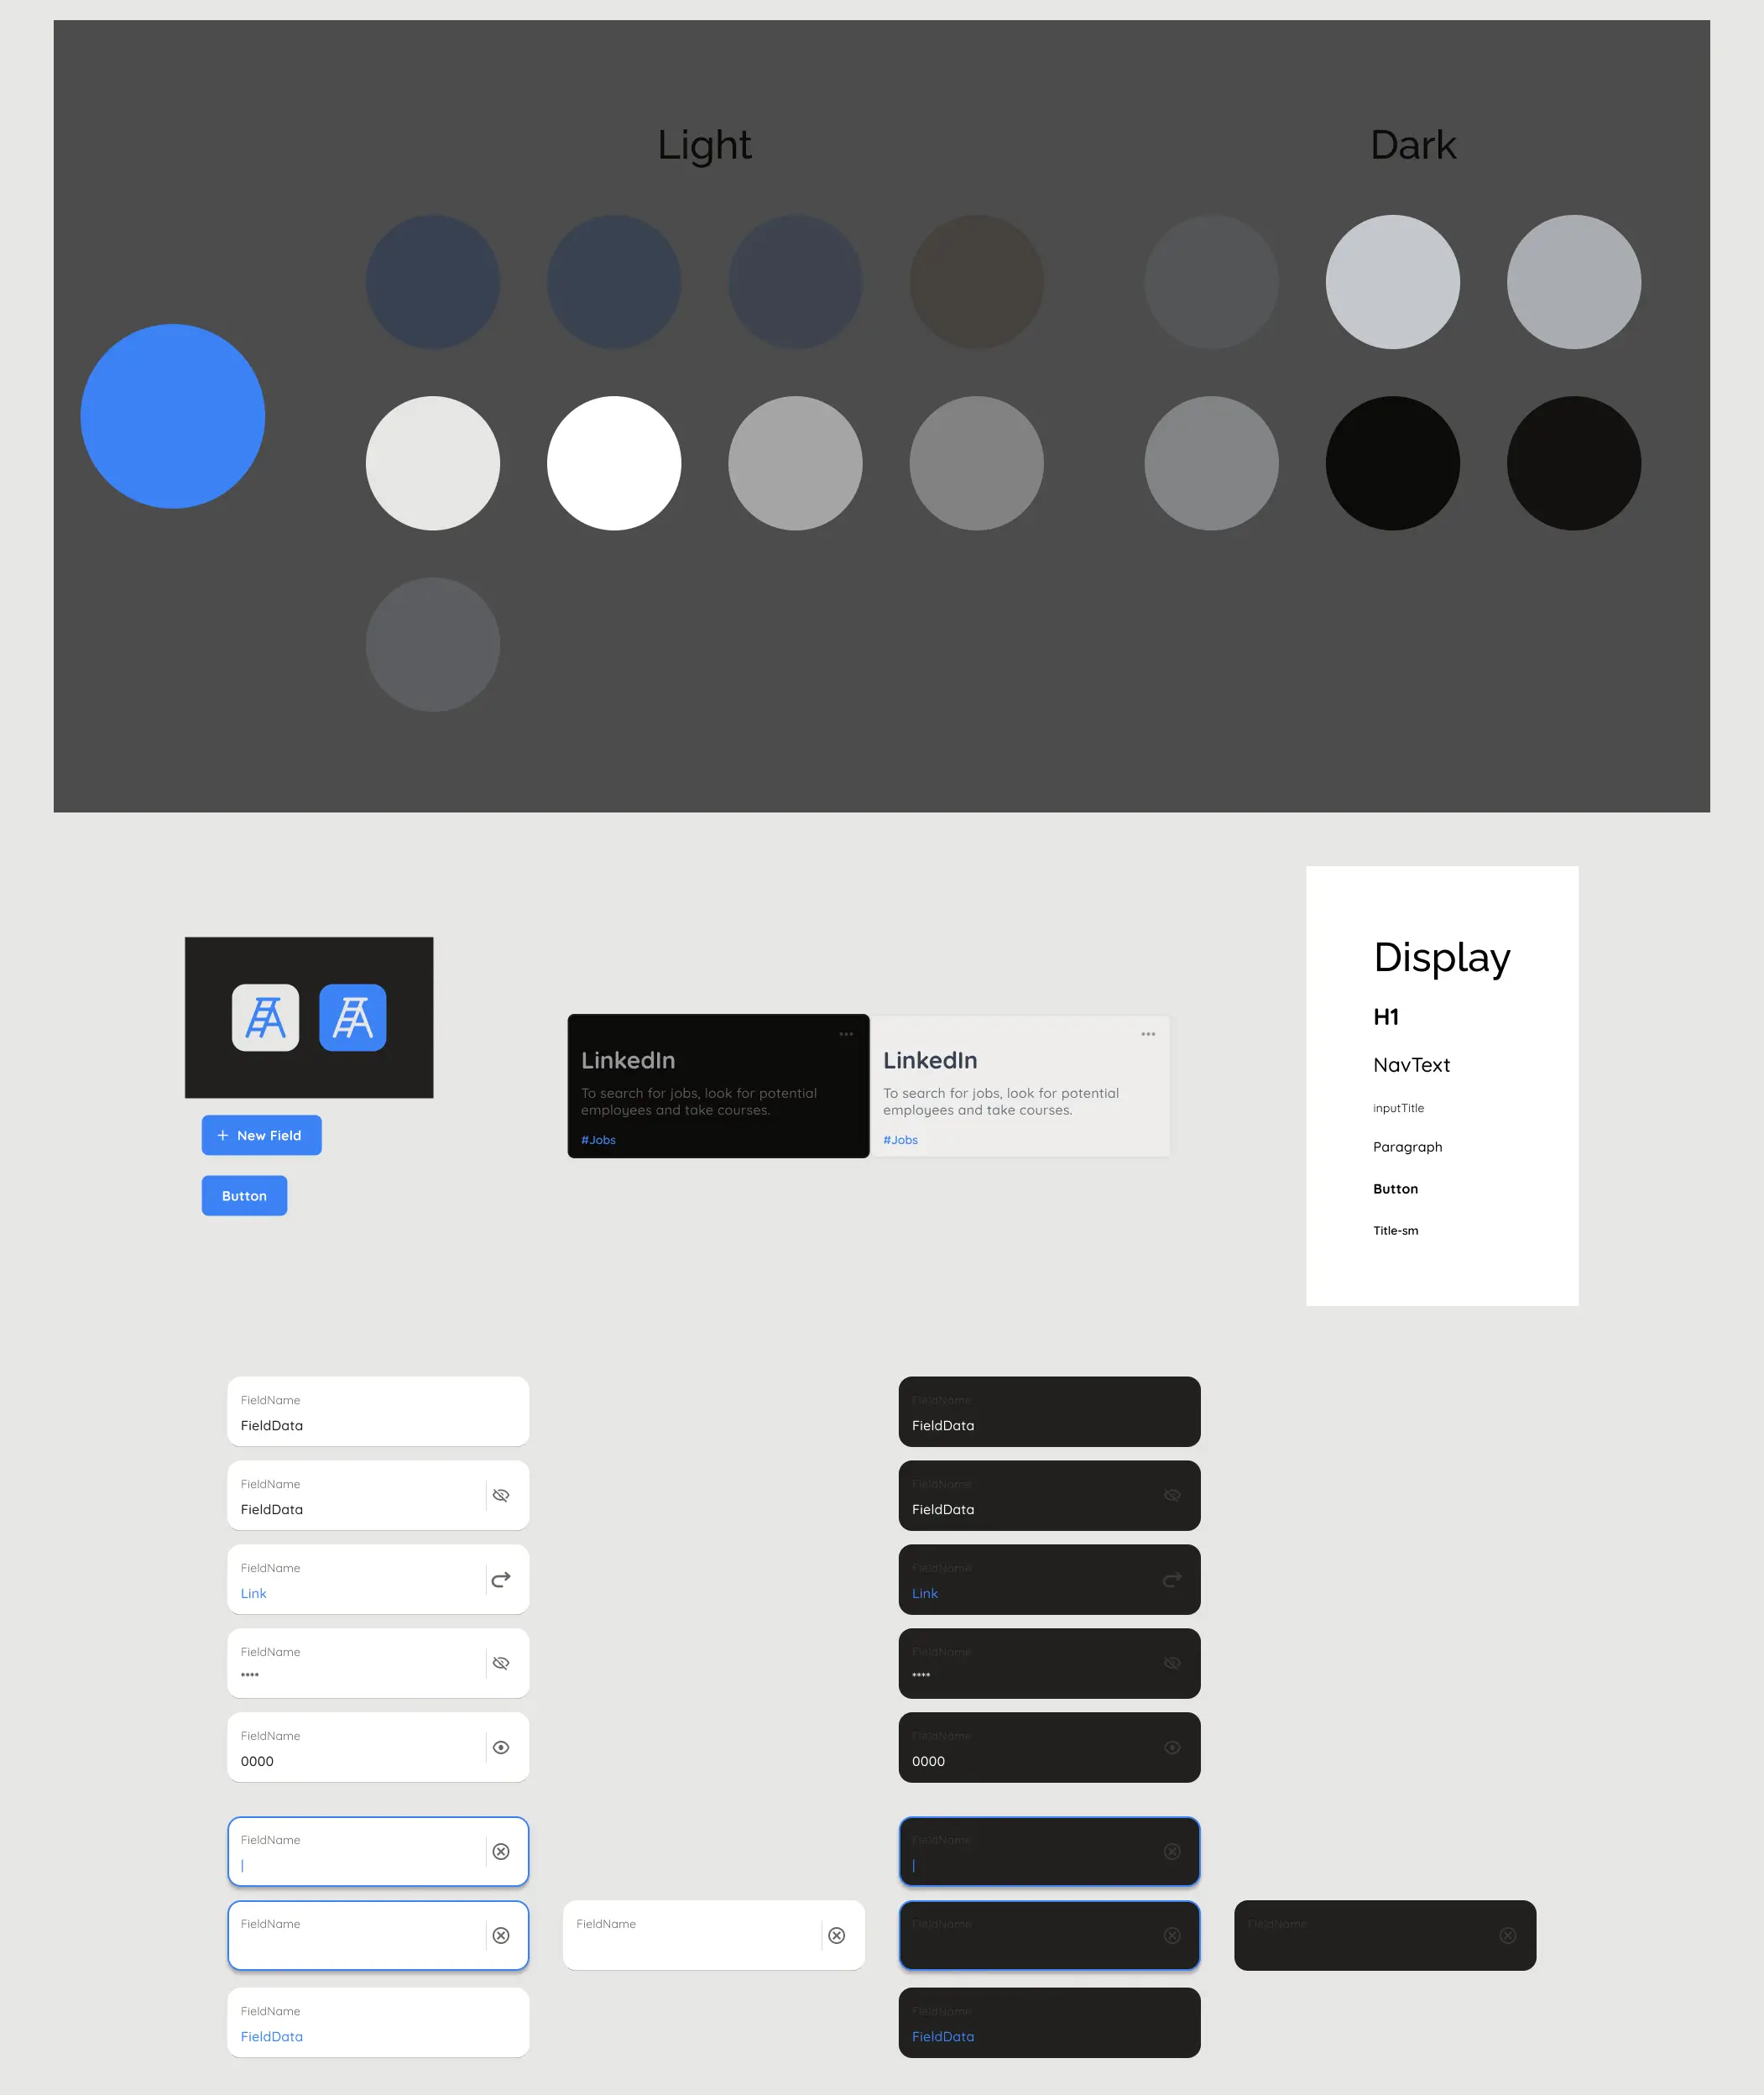 Light
Dark
Display
H1
NavText
inputTitle
Paragraph
Button
Title-sm
New Field
Button
LinkedIn
To search for jobs, look for potential
employees and take courses.
#Jobs
LinkedIn
To search for jobs, look for potential
employees and take courses.
#Jobs
FieldName
FieldData
FieldName
FieldData
FieldName
Link
FieldName
****
FieldName
0000
FieldName
FieldName
FieldName
FieldName
FieldData
FieldName
FieldData
FieldName
FieldData
FieldName
Link
FieldName
****
FieldName
0000
FieldName
FieldName
FieldName
FieldName
FieldData